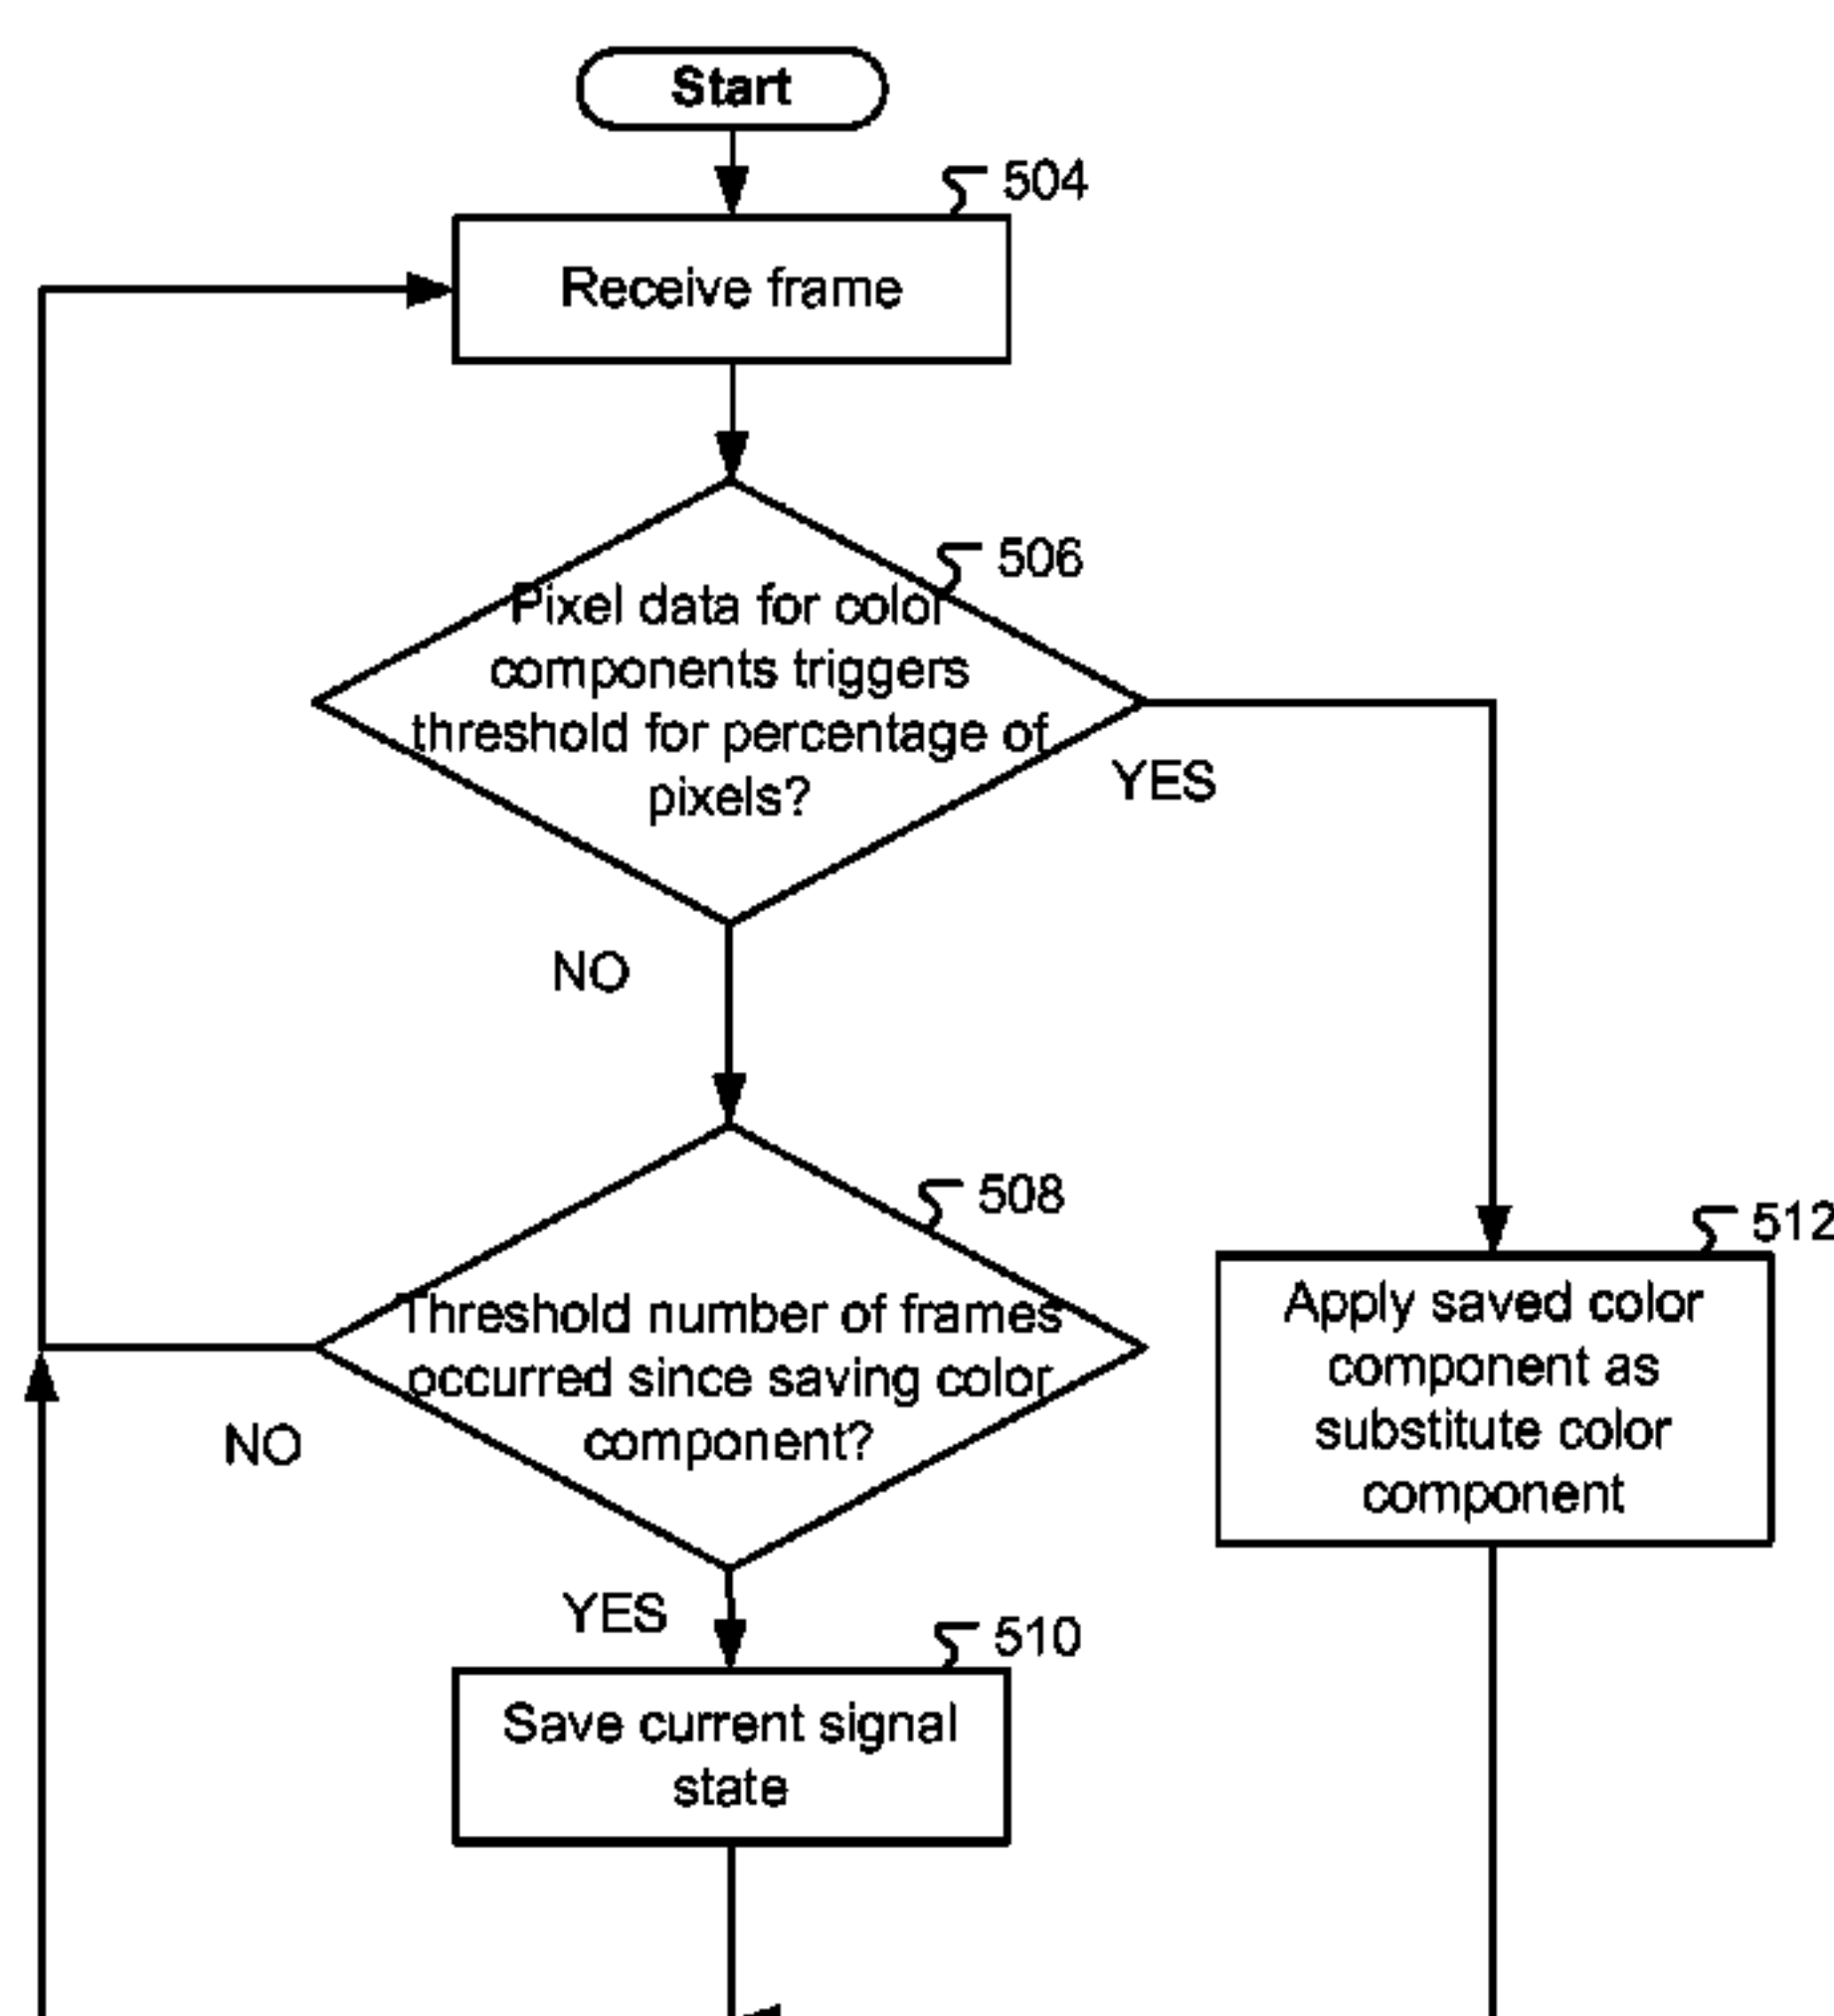 Start
504
Receive frame
506
Pixel data for color
components triggers
threshold for percentage of
pixels?
YES
NO
508
Threshold number of frames
occurred since saving color
component?
NO
YES
512
Apply saved color
component as
substitute color
component
510
Save current signal
state